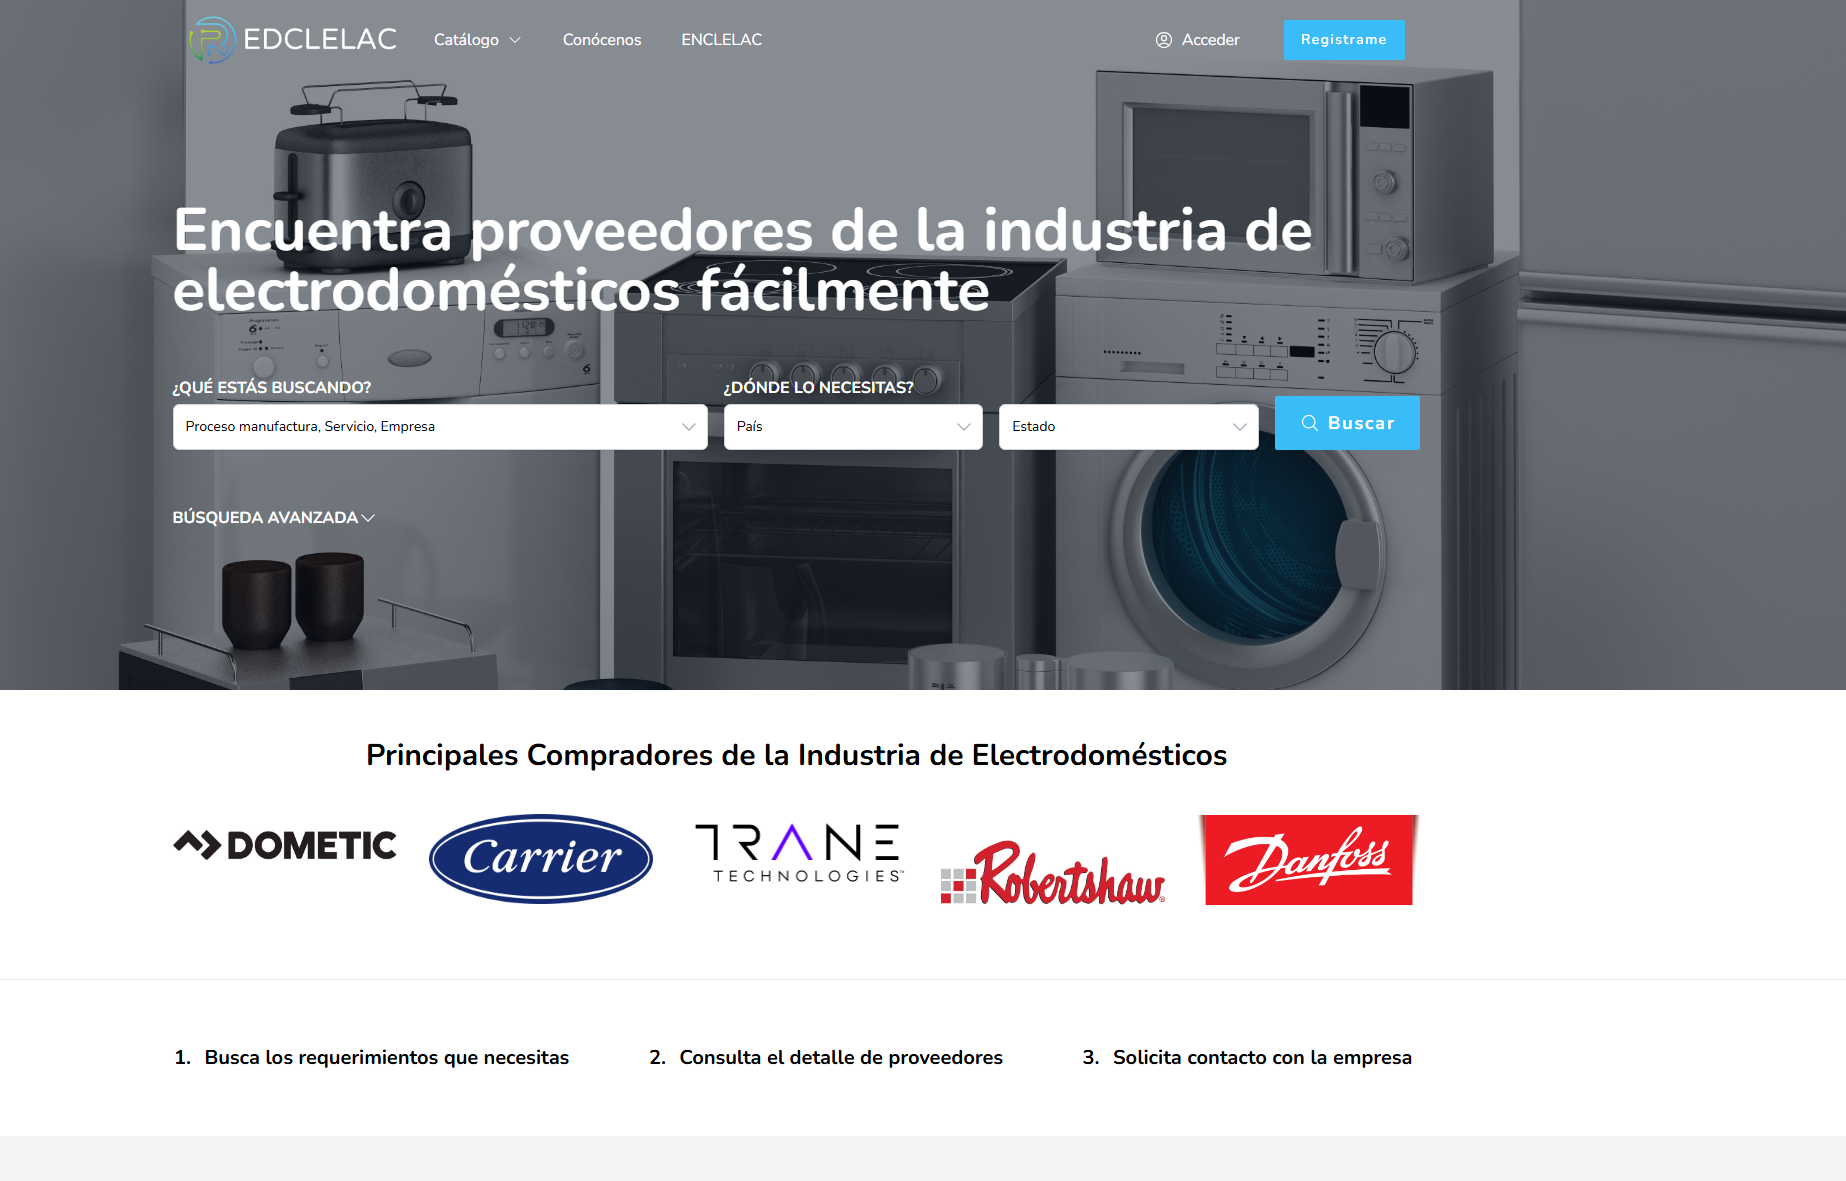 REDCLELAC
Catálogo
Conócenos
ENCLELAC
Acceder
Registrame
Encuentra proveedores de la industria de
electrodomésticos fácilmente
¿QUÉ ESTÁS BUSCANDO?
¿DÓNDE LO NECESITAS?
Proceso manufactura, Servicio, Empresa
País
Estado
Buscar
BÚSQUEDA AVANZADA
Principales Compradores de la Industria de Electrodomésticos
DOMETIC
Carrier
TRANE
TECHNOLOGIES™
Robertshaw®
Danfoss
1. Busca los requerimientos que necesitas
2. Consulta el detalle de proveedores
3. Solicita contacto con la empresa